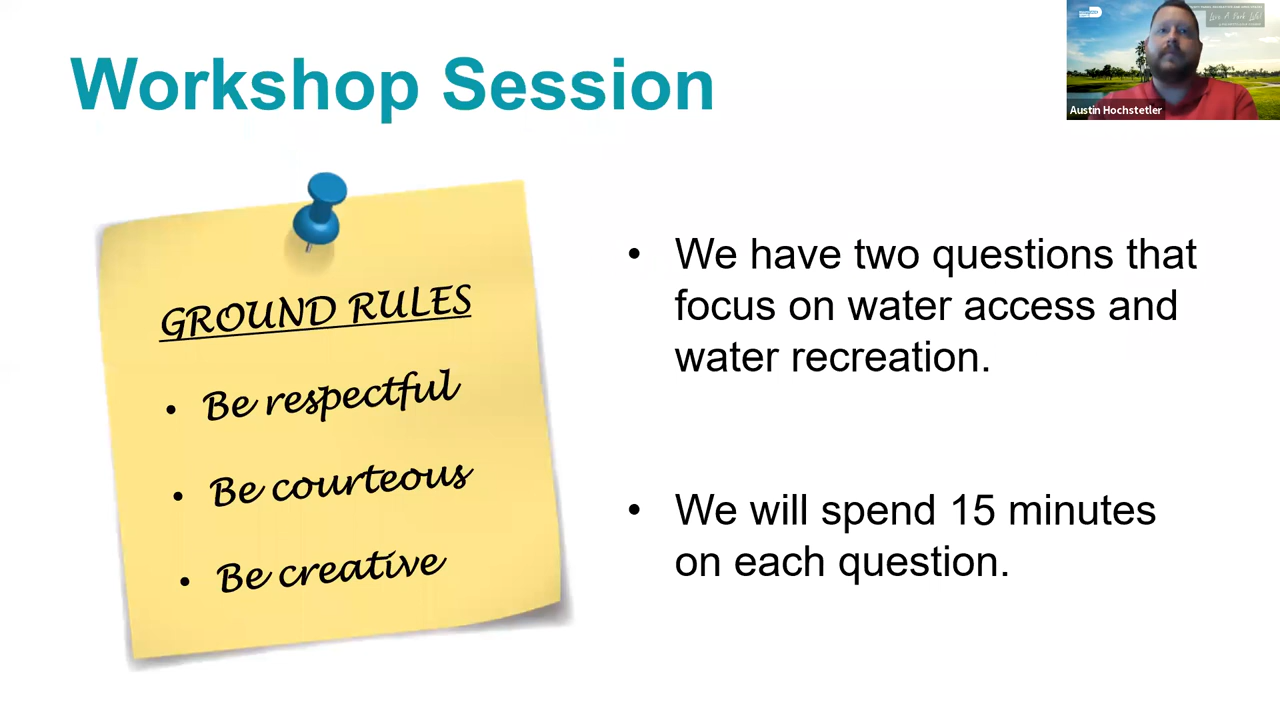 Workshop Session
Austin Hochstetler
GROUND RULES
• Be respectful
• Be courteous
• Be creative
• We have two questions that
focus on water access and
water recreation.
• We will spend 15 minutes
on each question.